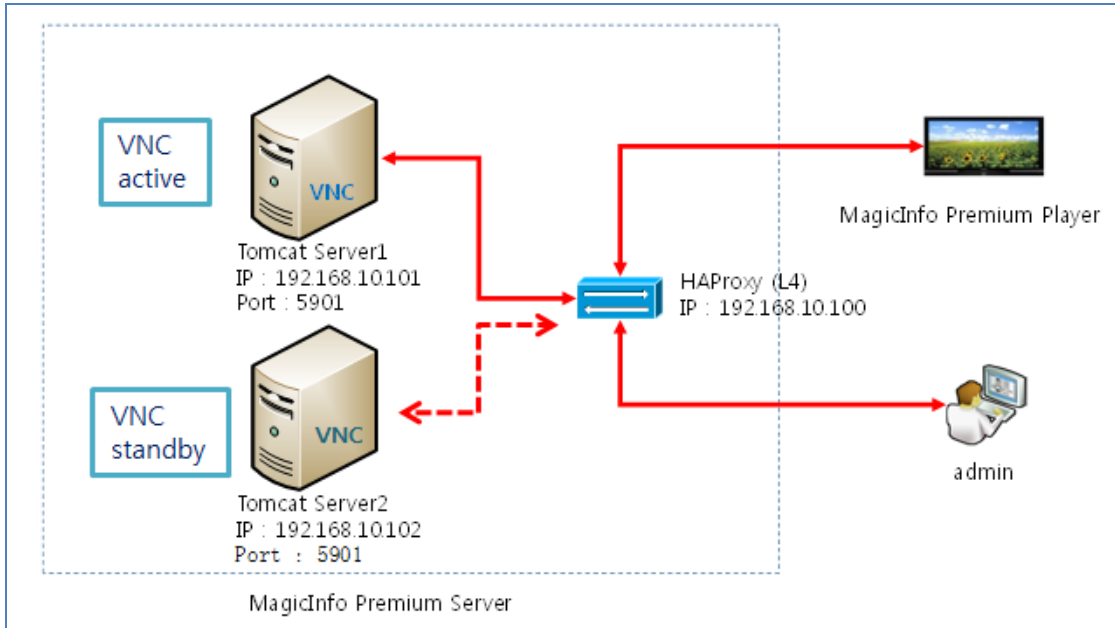 VNC
active
VNC
Tomcat Server1
IP : 192.168.10.101
Port : 5901
VNC
standby
VNC
Tomcat Server2
IP : 192.168.10.102
Port : 5901
HAProxy (L4)
IP : 192.168.10.100
MagicInfo Premium Player
admin
MagicInfo Premium Server